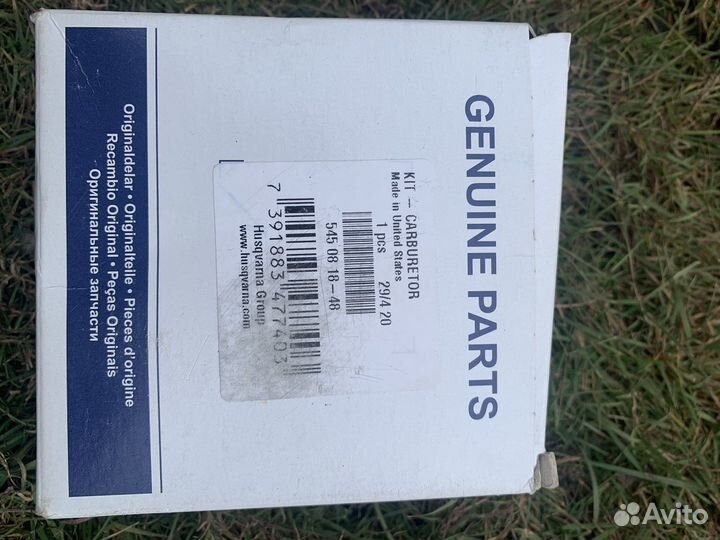 GENUINE PARTS
KIT – CARBURETOR
Made in United States
1 pcs 29/4 20
545 08 18-48
7 391883 477403
Husqvarna Group
www.husqvarna.com
Originaldelar • Originalteile • Pieces d'origine
Recambio Original • Peças Originais
Оригинальные запчасти
Avito